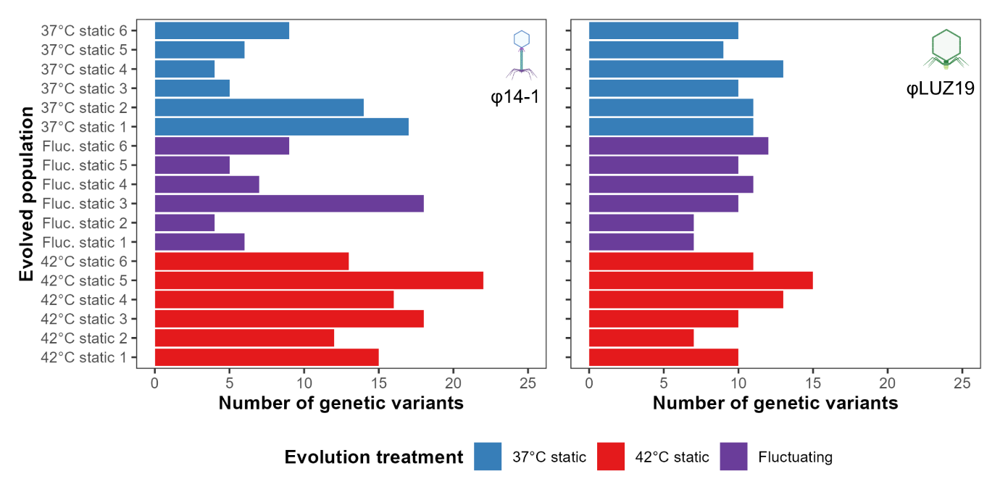 Evolved population
37°C static 6
37°C static 5
37°C static 4
37°C static 3
37°C static 2
37°C static 1
Fluc. static 6
Fluc. static 5
Fluc. static 4
Fluc. static 3
Fluc. static 2
Fluc. static 1
42°C static 6
42°C static 5
42°C static 4
42°C static 3
42°C static 2
42°C static 1
φ14-1
0 5 10 15 20 25
Number of genetic variants
φLUZ19
0 5 10 15 20 25
Number of genetic variants
Evolution treatment 37°C static 42°C static Fluctuating